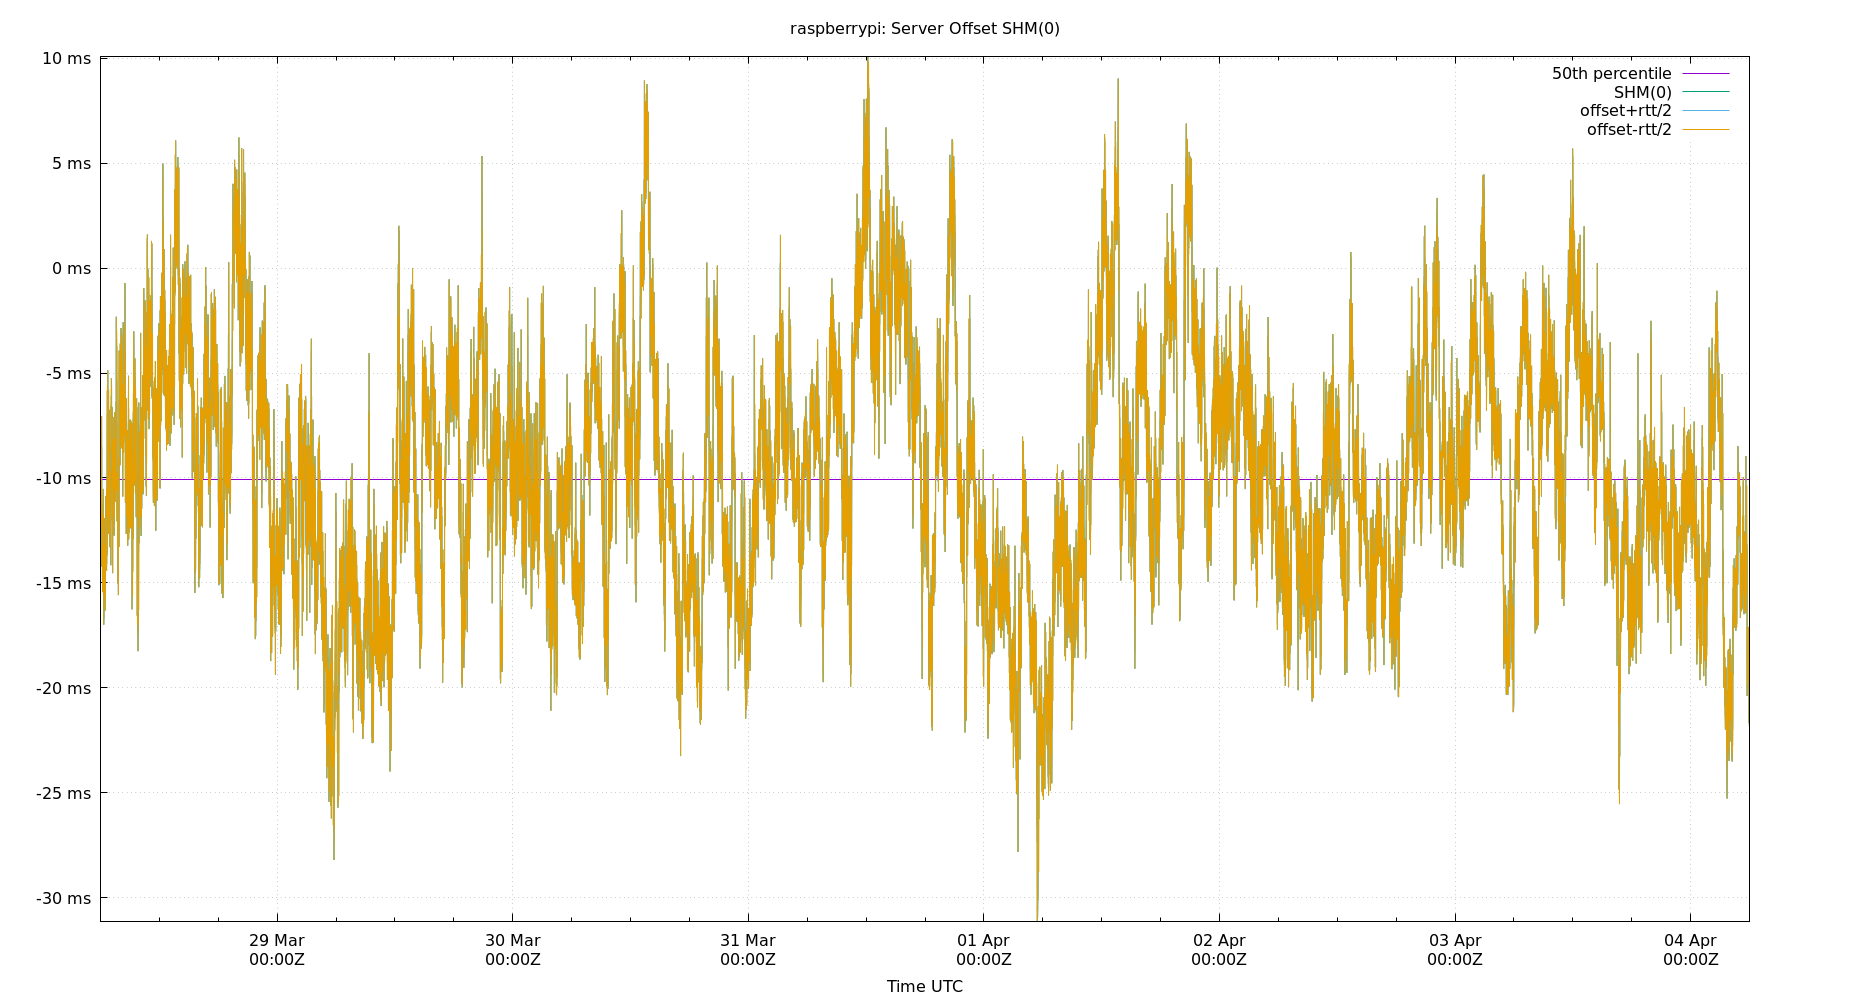 raspberrypi: Server Offset SHM(0)
10 ms
5 ms
0 ms
-5 ms
-10 ms
-15 ms
-20 ms
-25 ms
-30 ms
50th percentile
SHM(0)
offset+rtt/2
offset-rtt/2
29 Mar 30 Mar 31 Mar 01 Apr 02 Apr 03 Apr 04 Apr
00:00Z 00:00Z 00:00Z 00:00Z 00:00Z 00:00Z 00:00Z
Time UTC